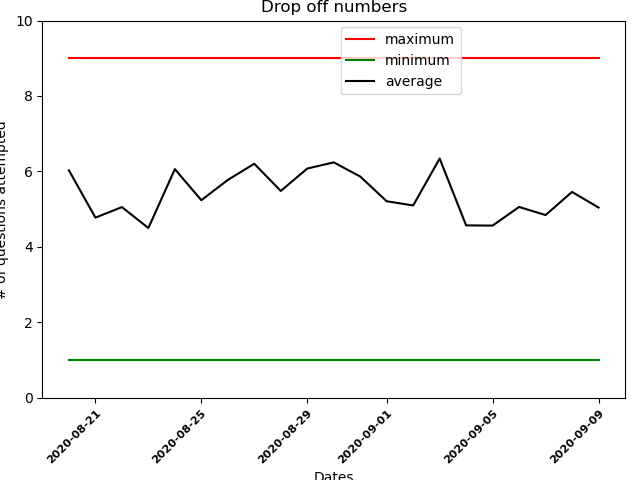 Drop off numbers
maximum
minimum
average
10
8
6
4
2
0
# of questions attempted
2020-08-21
2020-08-25
2020-08-29
2020-09-01
2020-09-05
2020-09-09
Dates